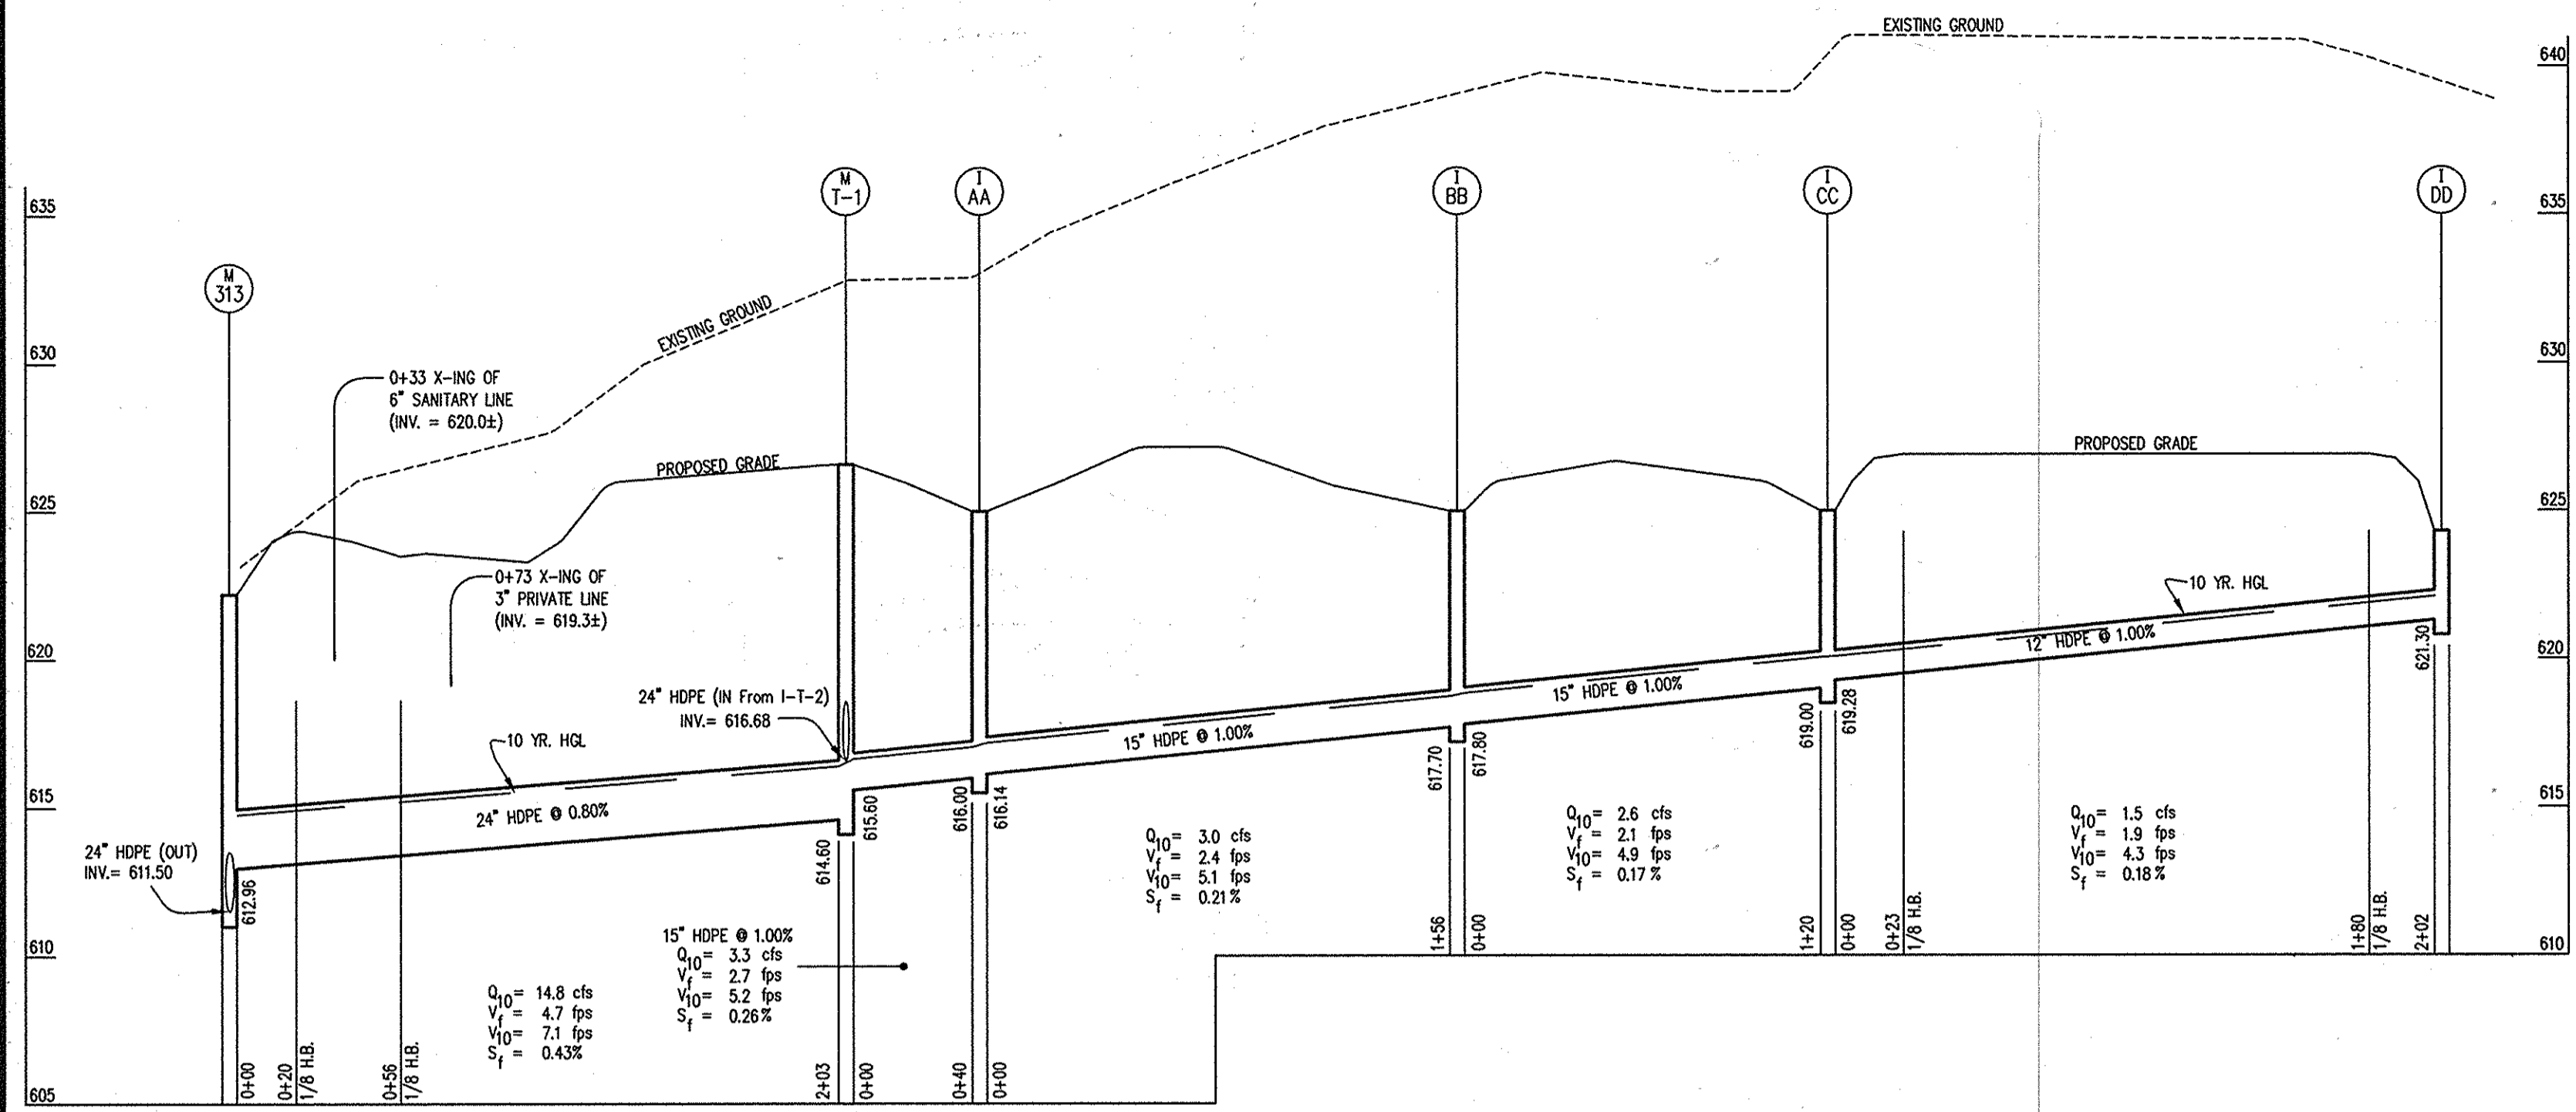 EXISTING GROUND
640
640
M
T-1
I
AA
I
BB
I
CC
I
DD
635
635
M
313
EXISTING GROUND
630
630
0+33 X-ING OF
6" SANITARY LINE
(INV. = 620.0±)
PROPOSED GRADE
PROPOSED GRADE
625
625
0+73 X-ING OF
3" PRIVATE LINE
(INV. = 619.3±)
10 YR. HGL
620
620
12" HDPE @ 1.00%
621.30
24" HDPE (IN From I-T-2)
INV.= 616.68
15" HDPE @ 1.00%
619.00
619.28
10 YR. HGL
15" HDPE @ 1.00%
617.70
617.80
615
615
24" HDPE @ 0.80%
614.60
615.60
616.00
616.14
24" HDPE (OUT)
INV.= 611.50
612.96
Q10= 3.0 cfs
Vf = 2.4 fps
V10= 5.1 fps
Sf = 0.21%
Q10= 2.6 cfs
Vf = 2.1 fps
V10= 4.9 fps
Sf = 0.17%
Q10= 1.5 cfs
Vf = 1.9 fps
V10= 4.3 fps
Sf = 0.18%
15" HDPE @ 1.00%
Q10= 3.3 cfs
Vf = 2.7 fps
V10= 5.2 fps
Sf = 0.26%
1+56
0+00
1+20
0+00
0+23
1/8 H.B.
1+80
1/8 H.B.
2+02
610
610
Q10= 14.8 cfs
Vf = 4.7 fps
V10= 7.1 fps
Sf = 0.43%
0+00
0+20
1/8 H.B.
0+56
1/8 H.B.
2+03
0+00
0+40
0+00
605